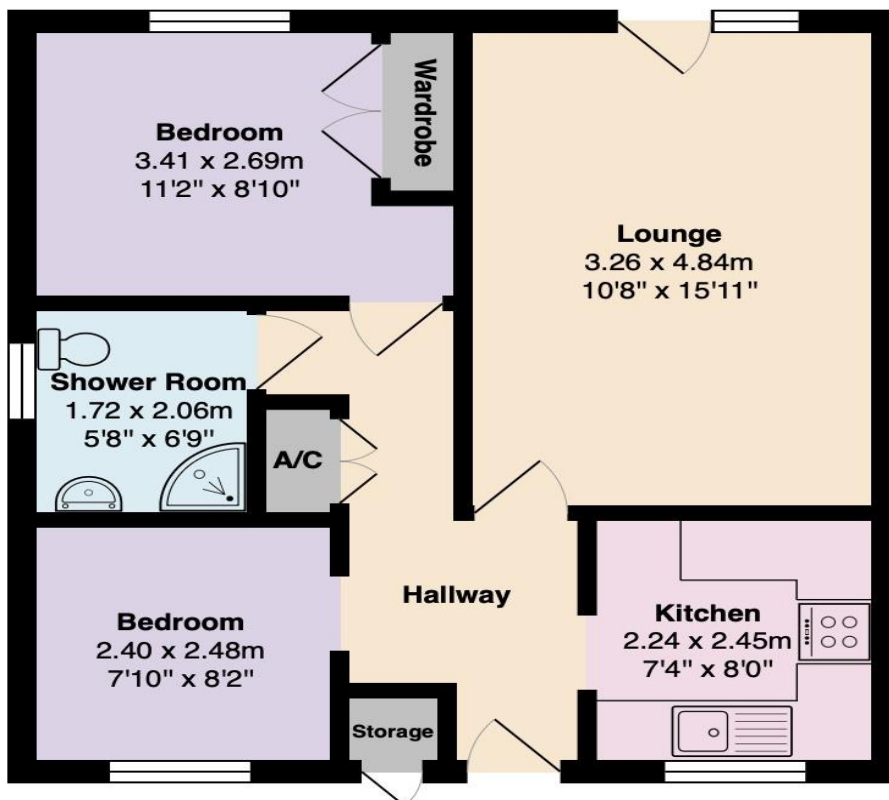 Bedroom
3.41 x 2.69m
11'2" x 8'10"
Wardrobe
Lounge
3.26 x 4.84m
10'8" x 15'11"
Shower Room
1.72 x 2.06m
5'8" x 6'9"
A/C
Bedroom
2.40 x 2.48m
7'10" x 8'2"
Hallway
Storage
Kitchen
2.24 x 2.45m
7'4" x 8'0"